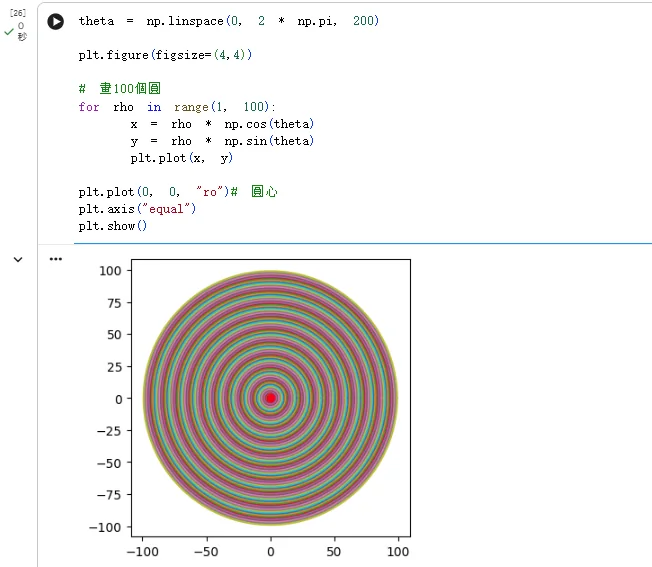 [26]
0
秒
theta = np.linspace(0, 2 * np.pi, 200)
plt.figure(figsize=(4,4))
# 畫100個圓
for rho in range(1, 100):
x = rho * np.cos(theta)
y = rho * np.sin(theta)
plt.plot(x, y)
plt.plot(0, 0, "ro")# 圓心
plt.axis("equal")
plt.show()
100
75
50
25
0
−25
−50
−75
−100
−100 −50 0 50 100